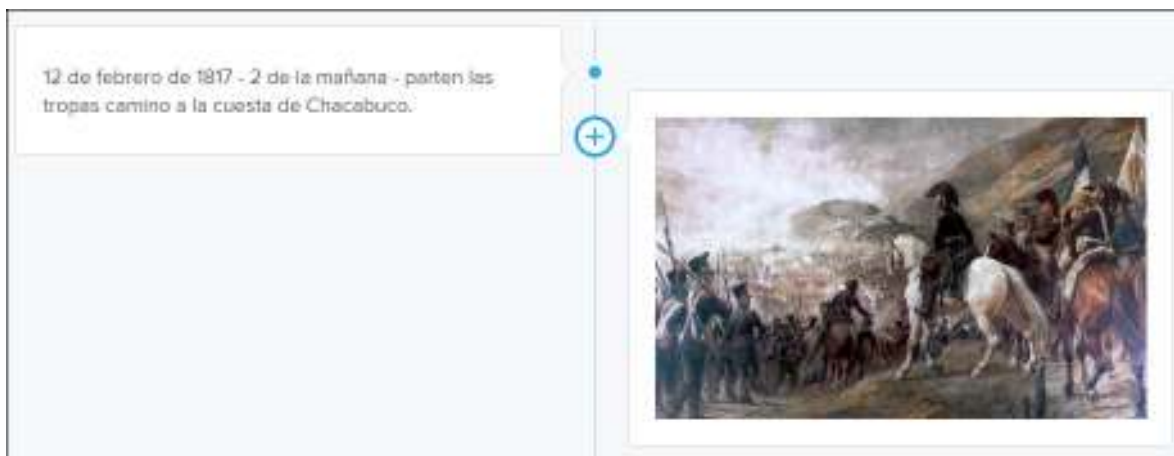 12 de febrero de 1817 - 2 de la mañana - parten las
tropas camino a la cuesta de Chacabuco.